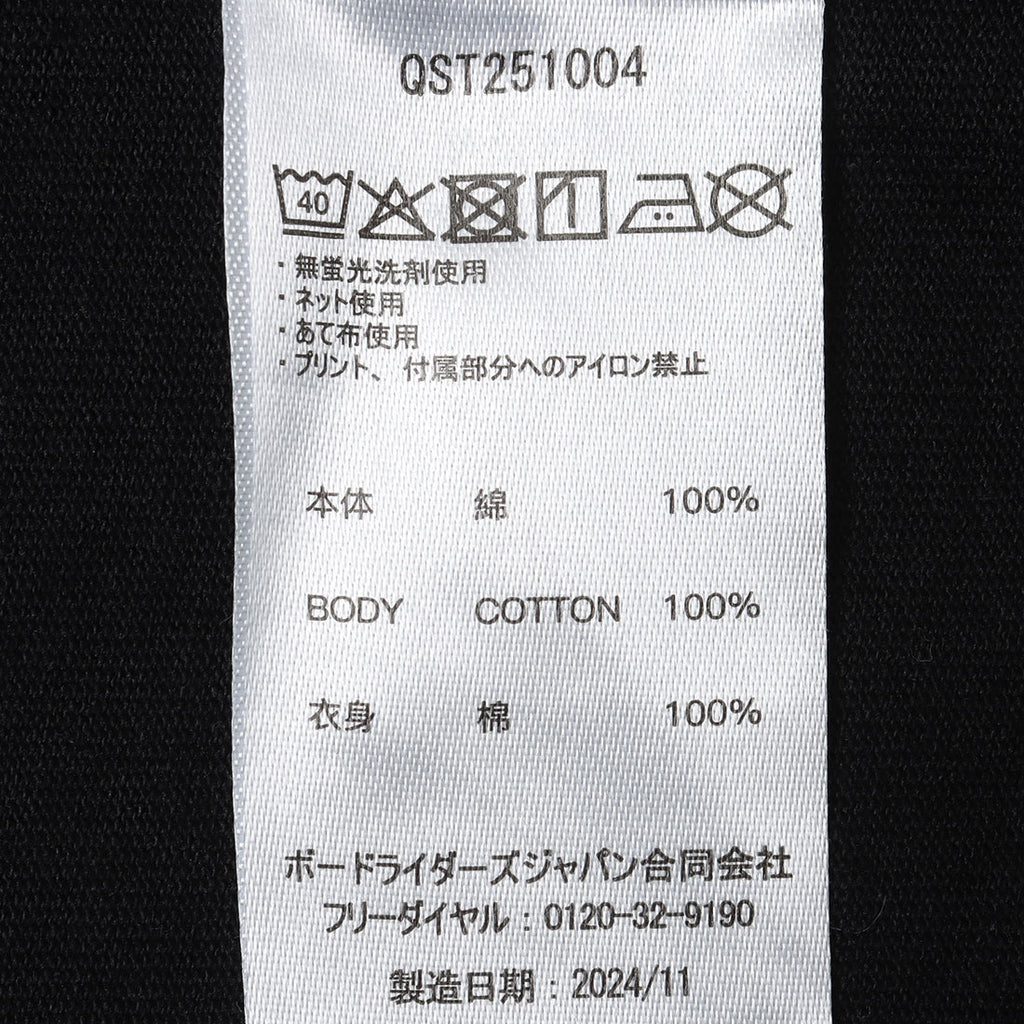 QST251004
40
・無蛍光洗剤使用
・ネット使用
・あて布使用
・プリント、付属部分へのアイロン禁止
本体 綿 100%
BODY COTTON 100%
衣身 棉 100%
ボードライダーズジャパン合同会社
フリーダイヤル：0120-32-9190
製造日期：2024/11